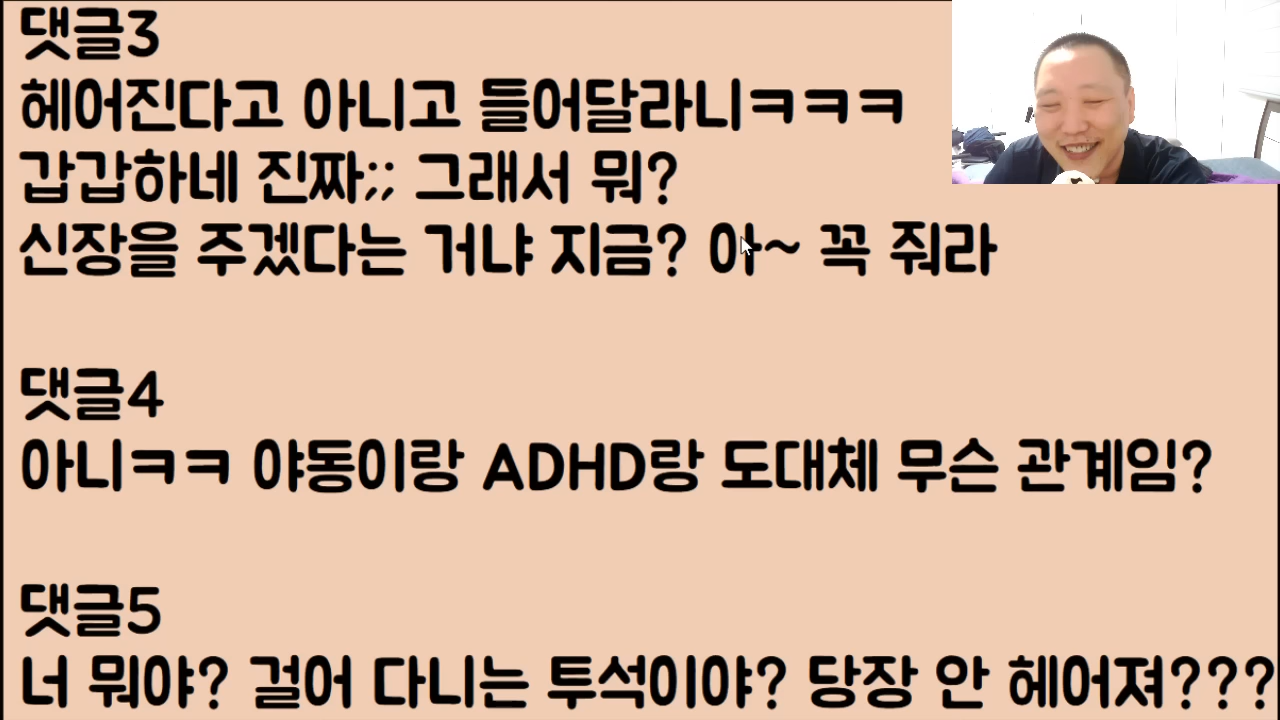 댓글3
헤어진다고 아니고 들어달라니ㅋㅋㅋ
갑갑하네 진짜;; 그래서 뭐?
신장을 주겠다는 거냐 지금? 아~ 꼭 줘라
댓글4
아니ㅋㅋ 야동이랑 ADHD랑 도대체 무슨 관계임?
댓글5
너 뭐야? 걸어 다니는 투석이야? 당장 안 헤어져???